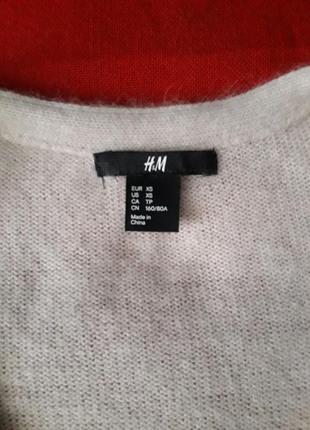 H&M
EUR XS
US XS
CA TP
CN 160/80A
Made in
China